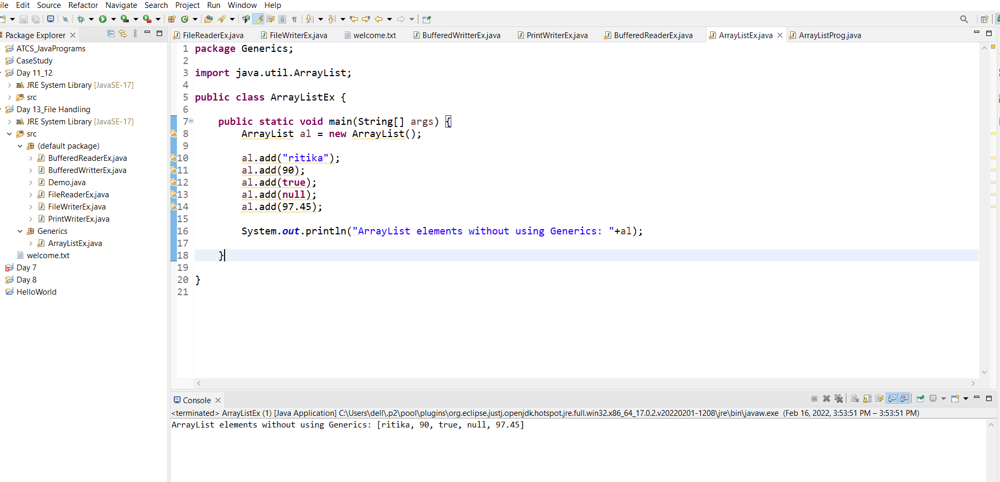 ile Edit Source Refactor Navigate Search Project Run Window Help
Package Explorer
ATCS_JavaPrograms
CaseStudy
Day 11_12
JRE System Library [JavaSE-17]
src
Day 13_File Handling
JRE System Library [JavaSE-17]
src
(default package)
BufferedReaderEx.java
BufferedWritterEx.java
Demo.java
FileReaderEx.java
FileWriterEx.java
PrintWriterEx.java
Generics
ArrayListEx.java
welcome.txt
Day 7
Day 8
HelloWorld
FileReaderEx.java FileWriterEx.java welcome.txt BufferedWritterEx.java PrintWriterEx.java BufferedReaderEx.java ArrayListEx.java ArrayListProg.java
1 package Generics;
2
3 import java.util.ArrayList;
4
5 public class ArrayListEx {
6
7 public static void main(String[] args) {
8 ArrayList al = new ArrayList();
9
10 al.add("ritika");
11 al.add(90);
12 al.add(true);
13 al.add(null);
14 al.add(97.45);
15
16 System.out.println("ArrayList elements without using Generics: "+al);
17
18 }
19
20 }
21
Console
<terminated> ArrayListEx (1) [Java Application] C:\Users\dell\.p2\pool\plugins\org.eclipse.justj.openjdk.hotspot.jre.full.win32.x86_64_17.0.2.v20220201-1208\jre\bin\javaw.exe (Feb 16, 2022, 3:53:51 PM – 3:53:51 PM)
ArrayList elements without using Generics: [ritika, 90, true, null, 97.45]